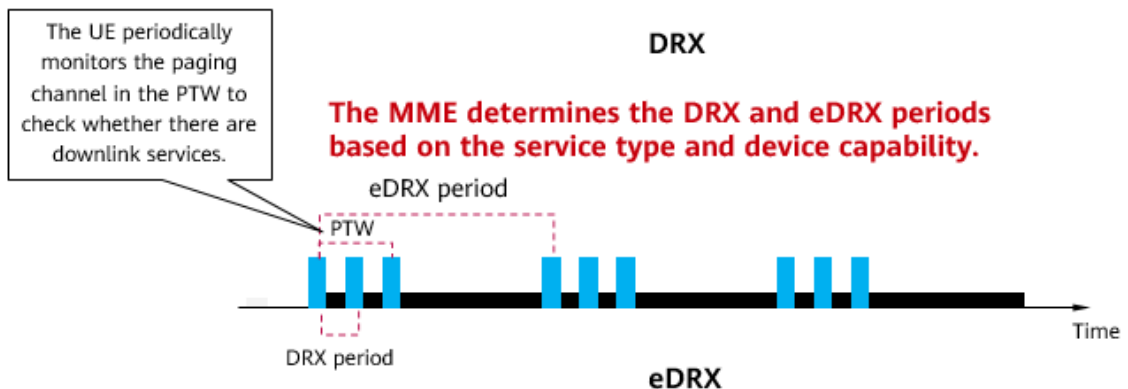 The UE periodically
monitors the paging
channel in the PTW to
check whether there are
downlink services.
DRX
The MME determines the DRX and eDRX periods
based on the service type and device capability.
eDRX period
PTW
Time
DRX period
eDRX